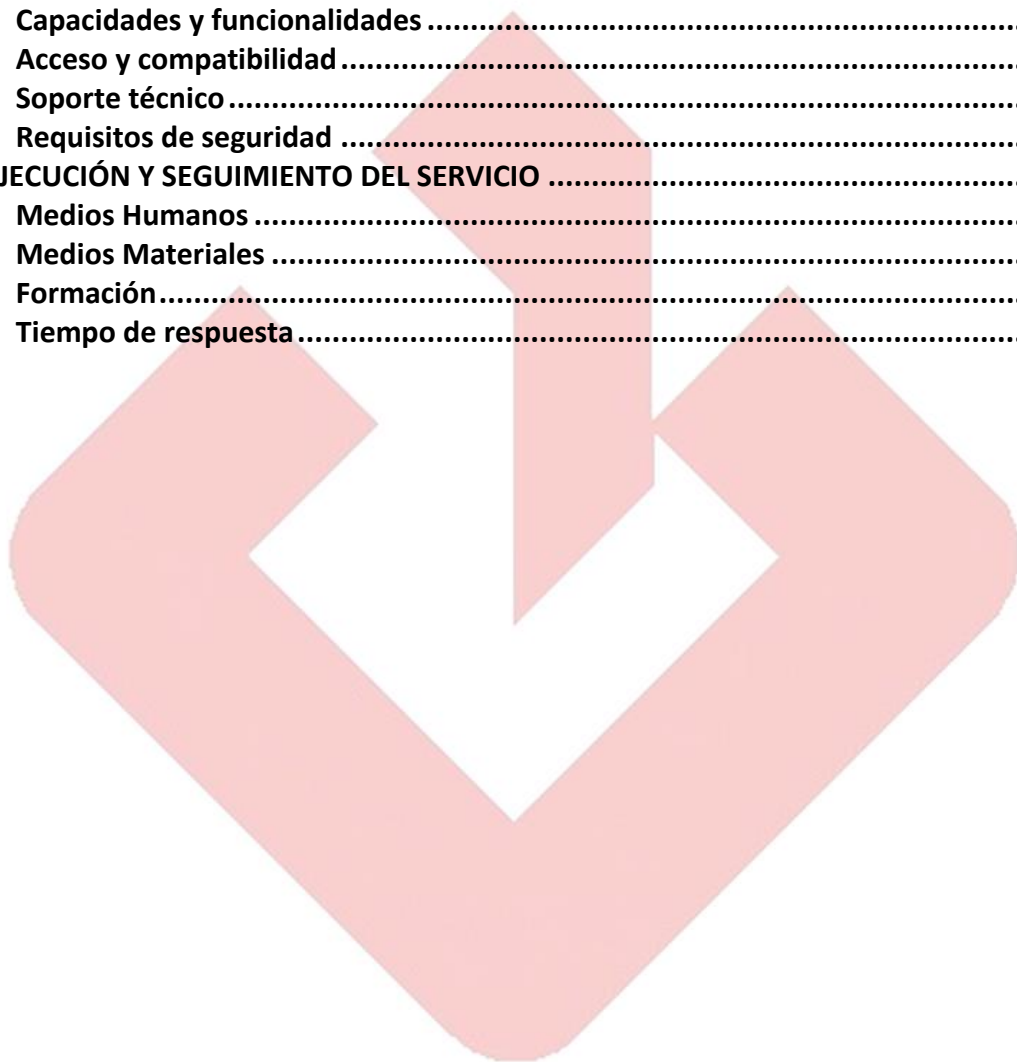 Capacidades y funcionalidades ........................................................................
Acceso y compatibilidad ........................................................................
Soporte técnico ........................................................................
Requisitos de seguridad ........................................................................
JECUCIÓN Y SEGUIMIENTO DEL SERVICIO ........................................................................
Medios Humanos ........................................................................
Medios Materiales ........................................................................
Formación ........................................................................
Tiempo de respuesta ........................................................................